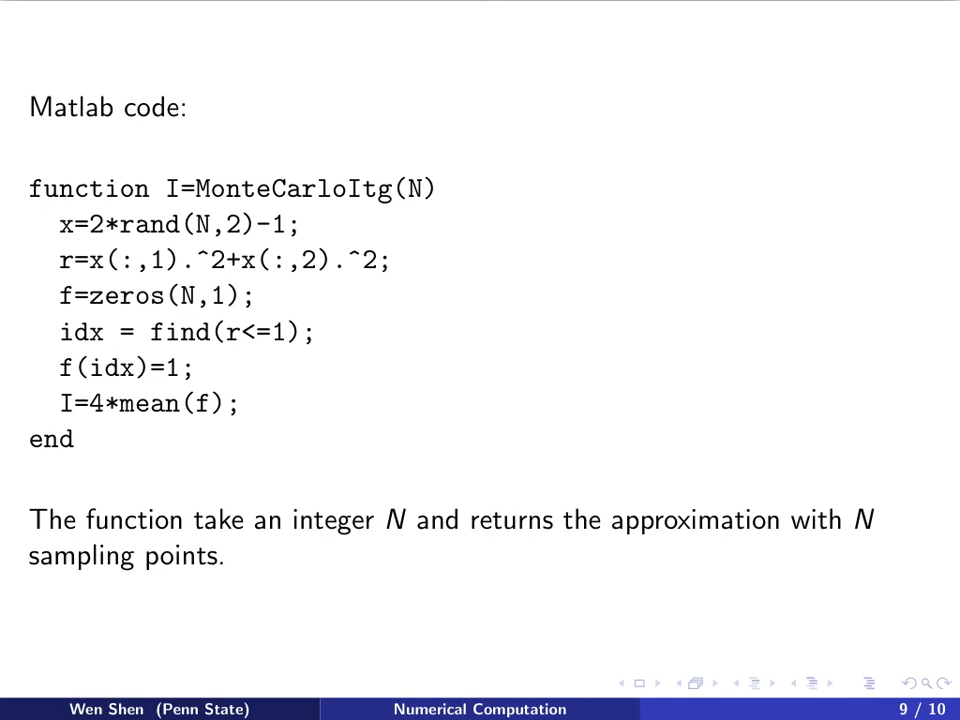 Matlab code:
function I=MonteCarloItg(N)
x=2*rand(N,2)-1;
r=x(:,1).^2+x(:,2).^2;
f=zeros(N,1);
idx = find(r<=1);
f(idx)=1;
I=4*mean(f);
end
The function take an integer N and returns the approximation with N
sampling points.
Wen Shen (Penn State) Numerical Computation 9 / 10